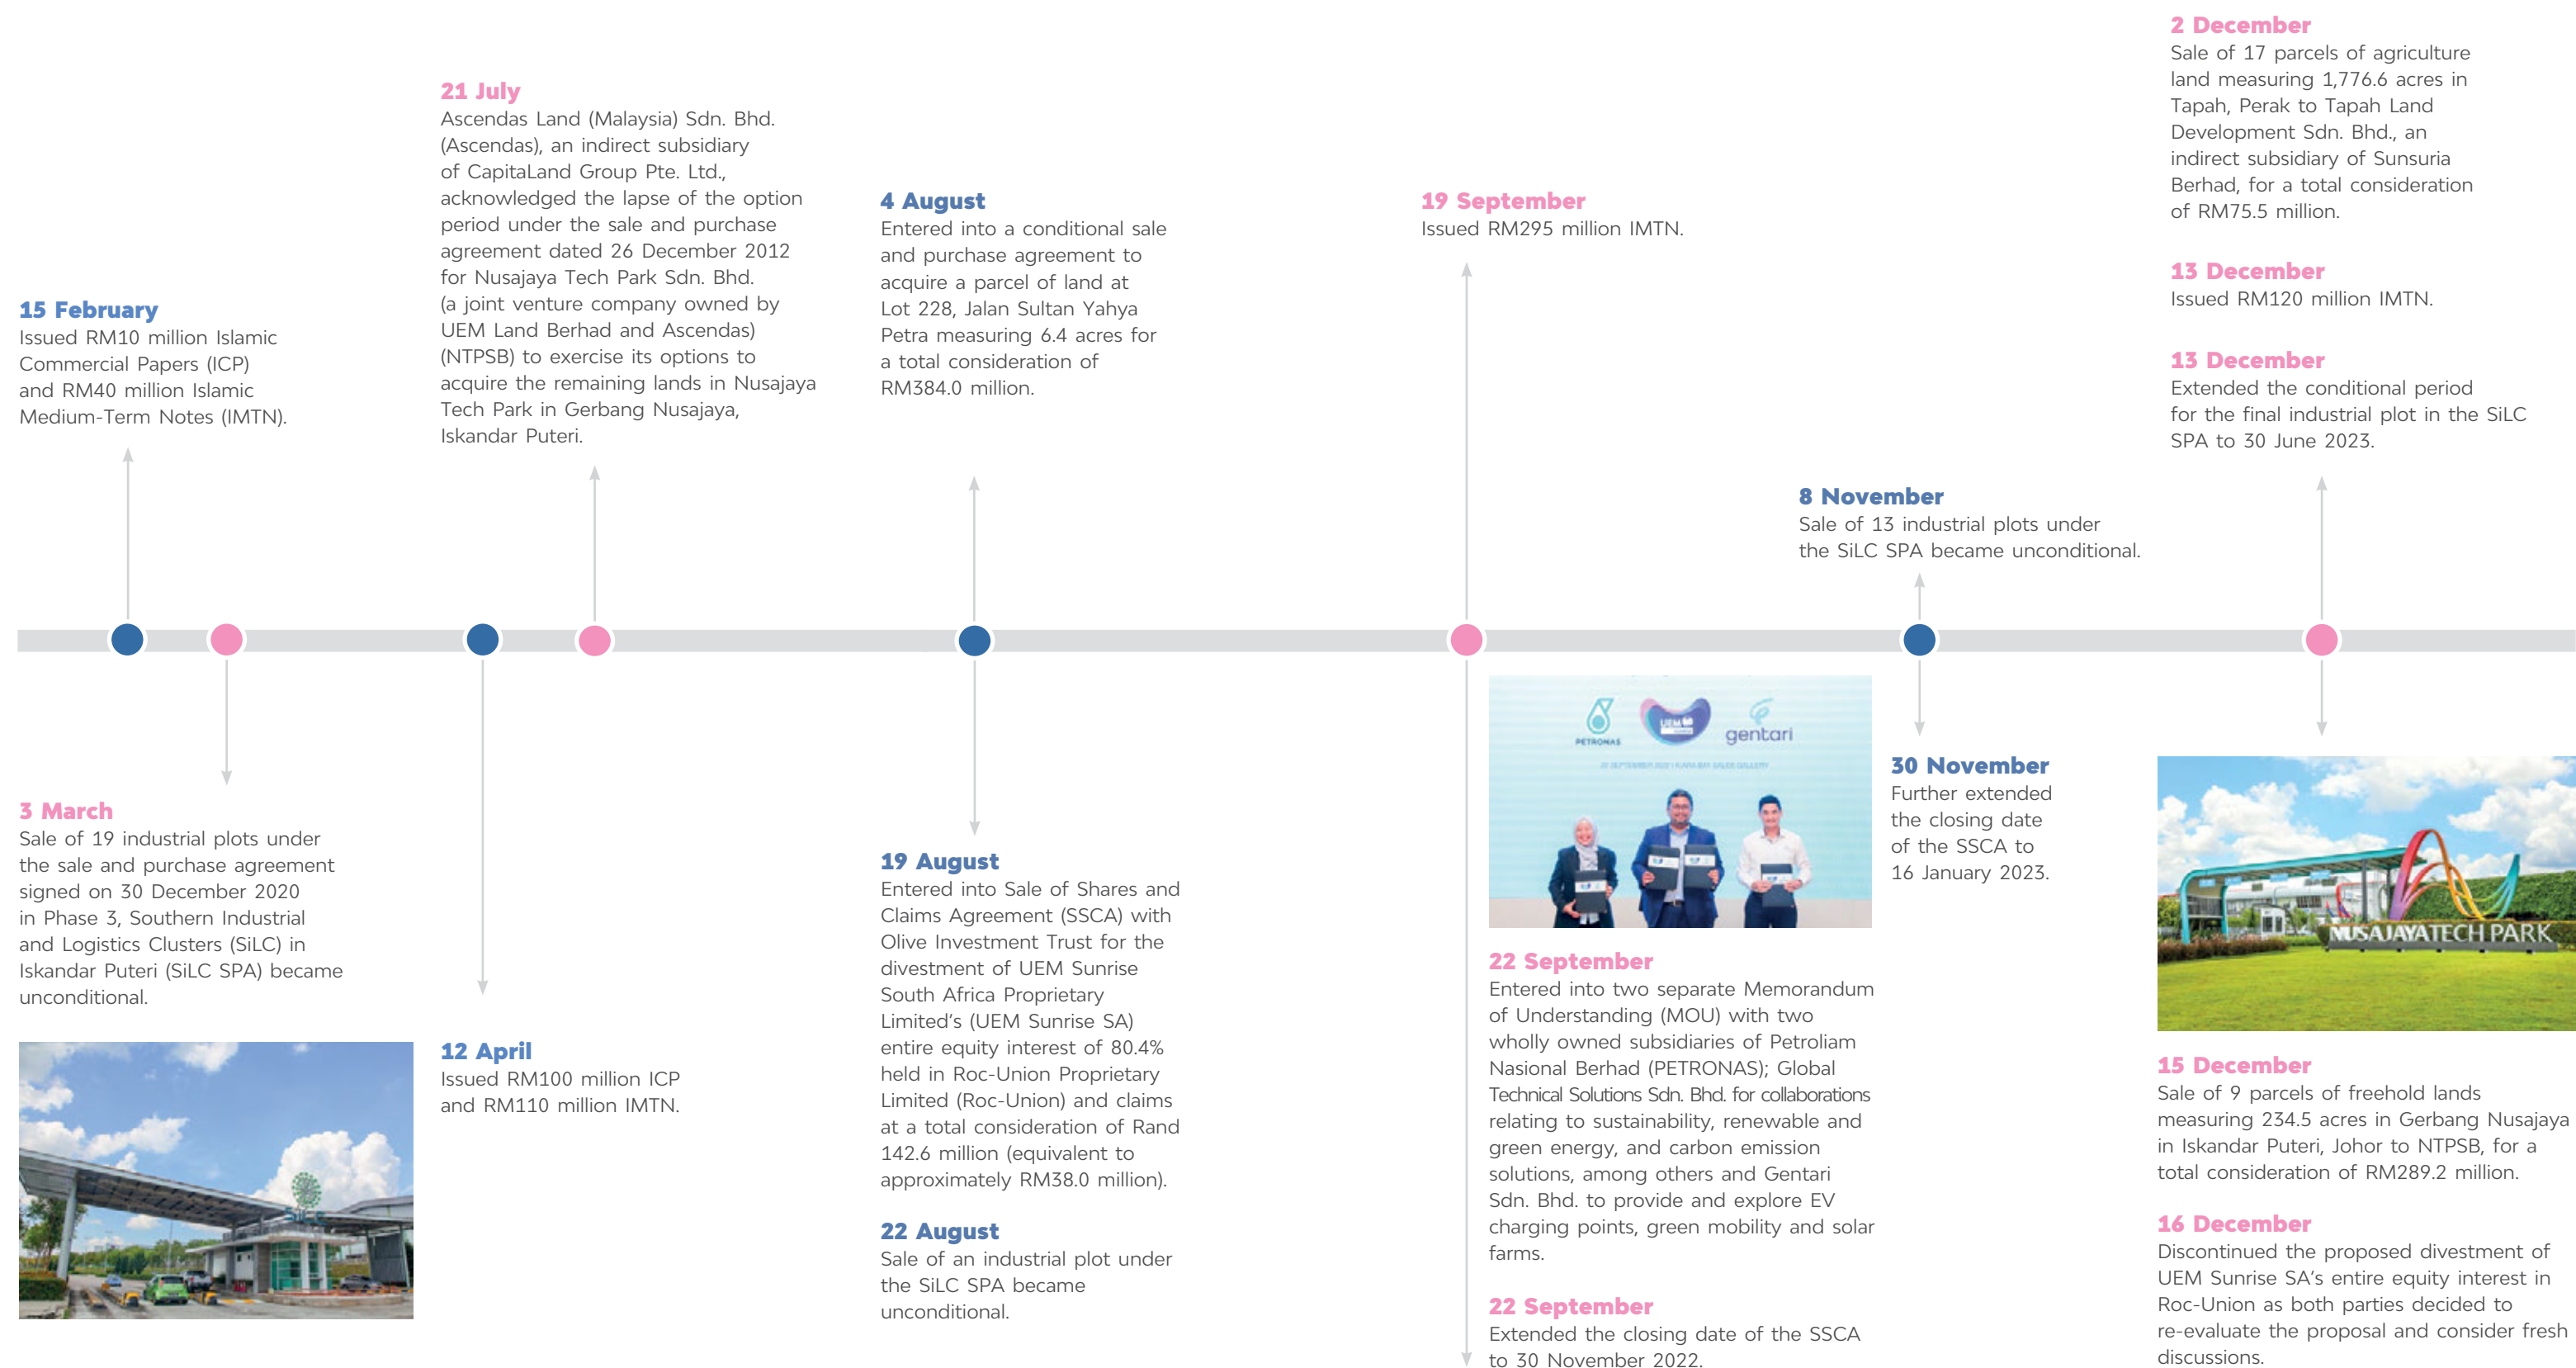 15 February
Issued RM10 million Islamic
Commercial Papers (ICP)
and RM40 million Islamic
Medium-Term Notes (IMTN).
3 March
Sale of 19 industrial plots under
the sale and purchase agreement
signed on 30 December 2020
in Phase 3, Southern Industrial
and Logistics Clusters (SiLC) in
Iskandar Puteri (SiLC SPA) became
unconditional.
SiLC
12 April
Issued RM100 million ICP
and RM110 million IMTN.
21 July
Ascendas Land (Malaysia) Sdn. Bhd.
(Ascendas), an indirect subsidiary
of CapitaLand Group Pte. Ltd.,
acknowledged the lapse of the option
period under the sale and purchase
agreement dated 26 December 2012
for Nusajaya Tech Park Sdn. Bhd.
(a joint venture company owned by
UEM Land Berhad and Ascendas)
(NTPSB) to exercise its options to
acquire the remaining lands in Nusajaya
Tech Park in Gerbang Nusajaya,
Iskandar Puteri.
4 August
Entered into a conditional sale
and purchase agreement to
acquire a parcel of land at
Lot 228, Jalan Sultan Yahya
Petra measuring 6.4 acres for
a total consideration of
RM384.0 million.
19 August
Entered into Sale of Shares and
Claims Agreement (SSCA) with
Olive Investment Trust for the
divestment of UEM Sunrise
South Africa Proprietary
Limited's (UEM Sunrise SA)
entire equity interest of 80.4%
held in Roc-Union Proprietary
Limited (Roc-Union) and claims
at a total consideration of Rand
142.6 million (equivalent to
approximately RM38.0 million).
22 August
Sale of an industrial plot under
the SiLC SPA became
unconditional.
19 September
Issued RM295 million IMTN.
PETRONAS
UEM
gentari
22 September
Entered into two separate Memorandum
of Understanding (MOU) with two
wholly owned subsidiaries of Petroliam
Nasional Berhad (PETRONAS); Global
Technical Solutions Sdn. Bhd. for collaborations
relating to sustainability, renewable and
green energy, and carbon emission
solutions, among others and Gentari
Sdn. Bhd. to provide and explore EV
charging points, green mobility and solar
farms.
22 September
Extended the closing date of the SSCA
to 30 November 2022.
8 November
Sale of 13 industrial plots under
the SiLC SPA became unconditional.
30 November
Further extended
the closing date
of the SSCA to
16 January 2023.
2 December
Sale of 17 parcels of agriculture
land measuring 1,776.6 acres in
Tapah, Perak to Tapah Land
Development Sdn. Bhd., an
indirect subsidiary of Sunsuria
Berhad, for a total consideration
of RM75.5 million.
13 December
Issued RM120 million IMTN.
13 December
Extended the conditional period
for the final industrial plot in the SiLC
SPA to 30 June 2023.
NUSAJAYA TECH PARK
15 December
Sale of 9 parcels of freehold lands
measuring 234.5 acres in Gerbang Nusajaya
in Iskandar Puteri, Johor to NTPSB, for a
total consideration of RM289.2 million.
16 December
Discontinued the proposed divestment of
UEM Sunrise SA's entire equity interest in
Roc-Union as both parties decided to
re-evaluate the proposal and consider fresh
discussions.